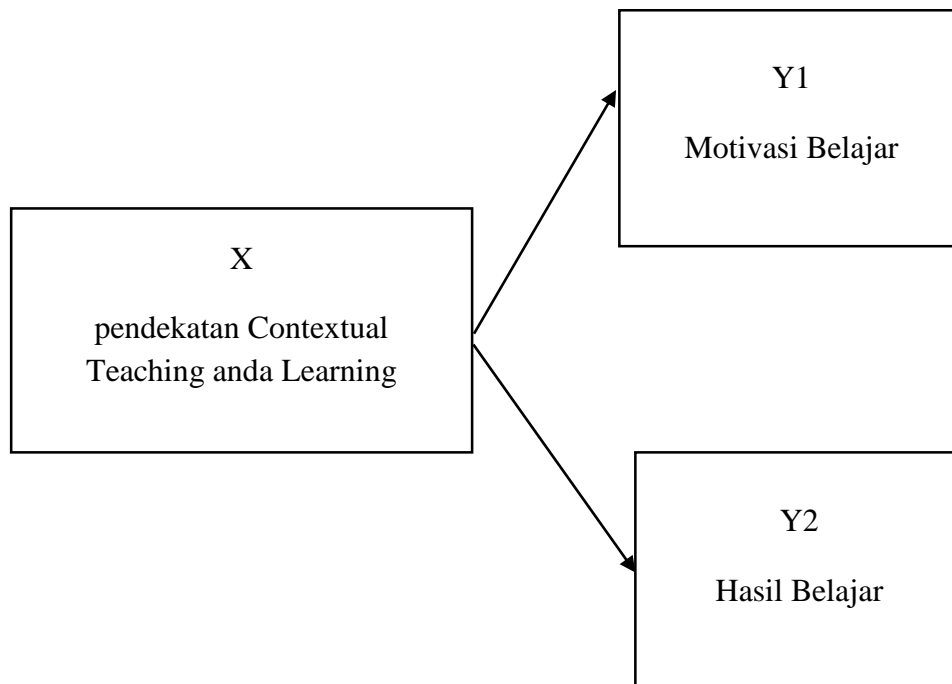 Y1
Motivasi Belajar
X
pendekatan Contextual
Teaching anda Learning
Y2
Hasil Belajar